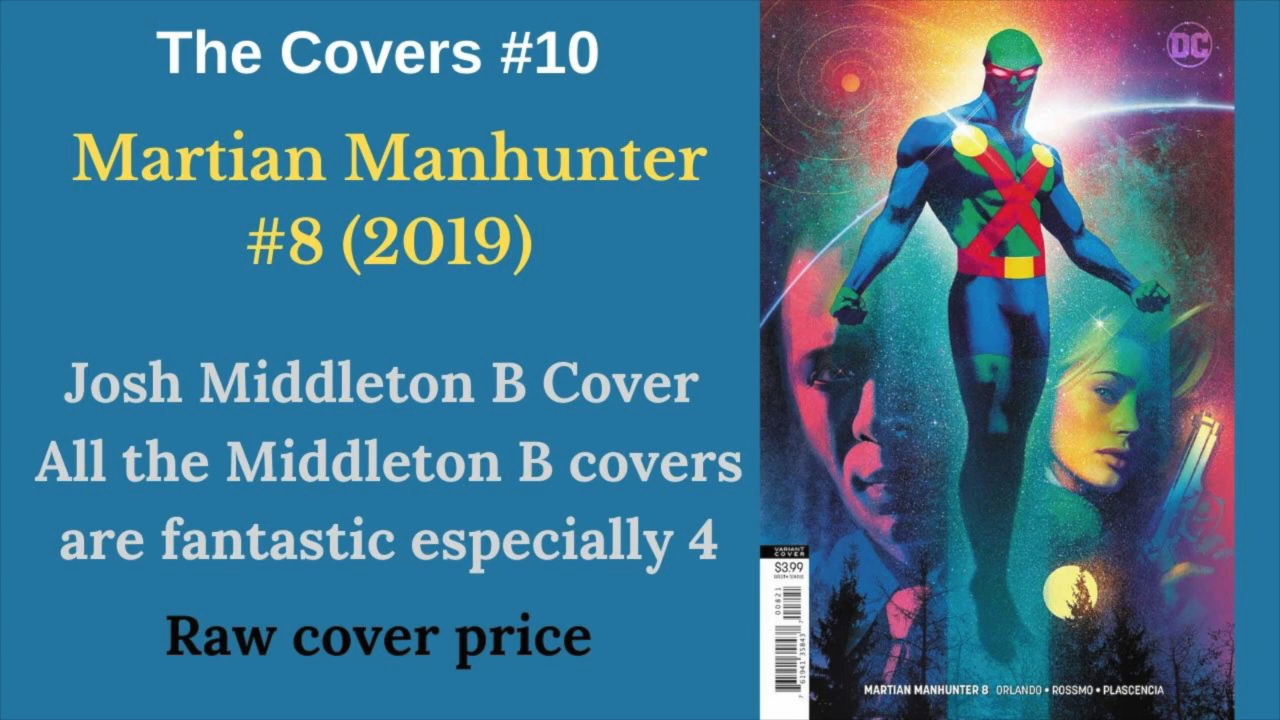 The Covers #10
Martian Manhunter
#8 (2019)
Josh Middleton B Cover
All the Middleton B covers
are fantastic especially 4
Raw cover price
DC
VARIANT
COVER
$3.99
00821
MARTIAN MANHUNTER 8 ORLANDO • ROSSMO • PLASCENCIA